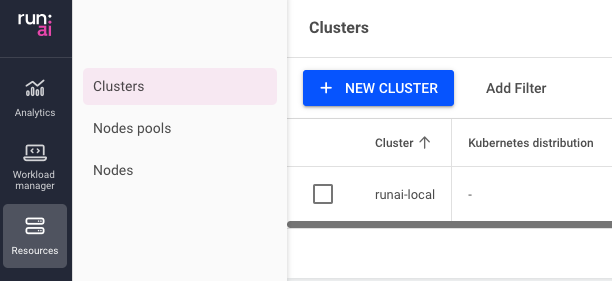 run:
ai
Analytics
Workload
manager
Resources
Clusters
Nodes pools
Nodes
Clusters
+ NEW CLUSTER
Add Filter
Cluster ↑
Kubernetes distribution
runai-local
-